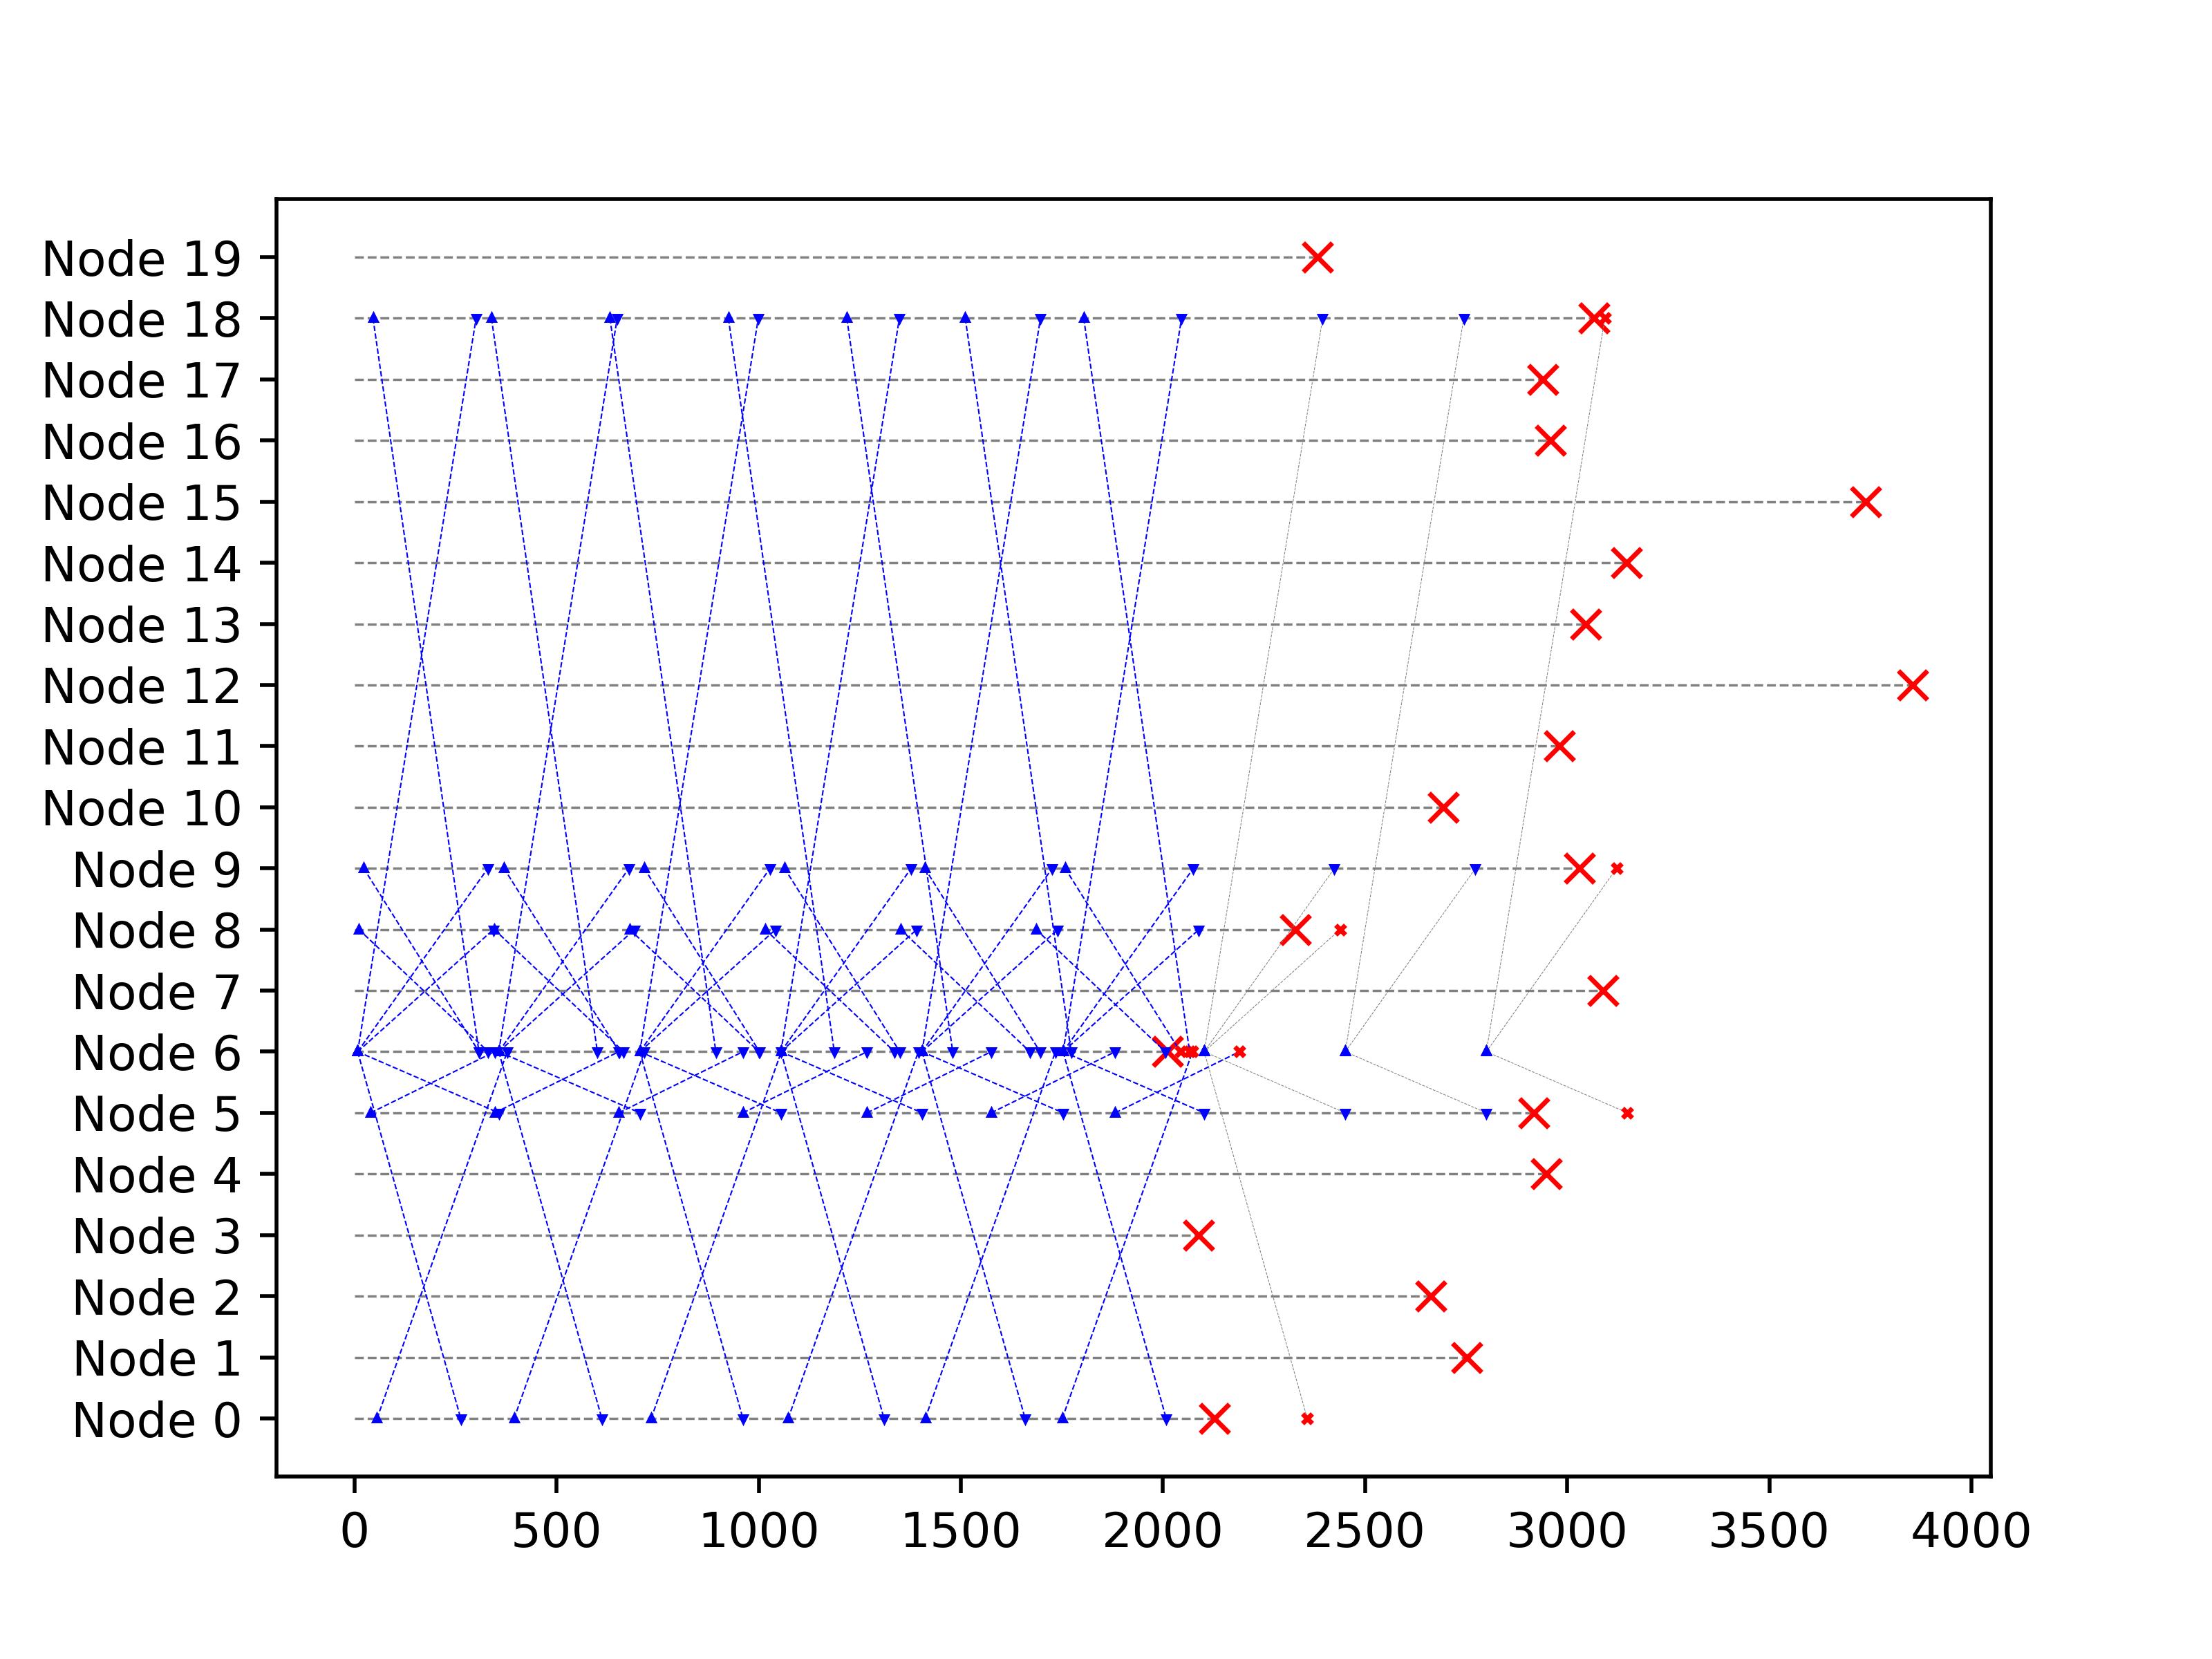 Node 19
Node 18
Node 17
Node 16
Node 15
Node 14
Node 13
Node 12
Node 11
Node 10
Node 9
Node 8
Node 7
Node 6
Node 5
Node 4
Node 3
Node 2
Node 1
Node 0
0 500 1000 1500 2000 2500 3000 3500 4000